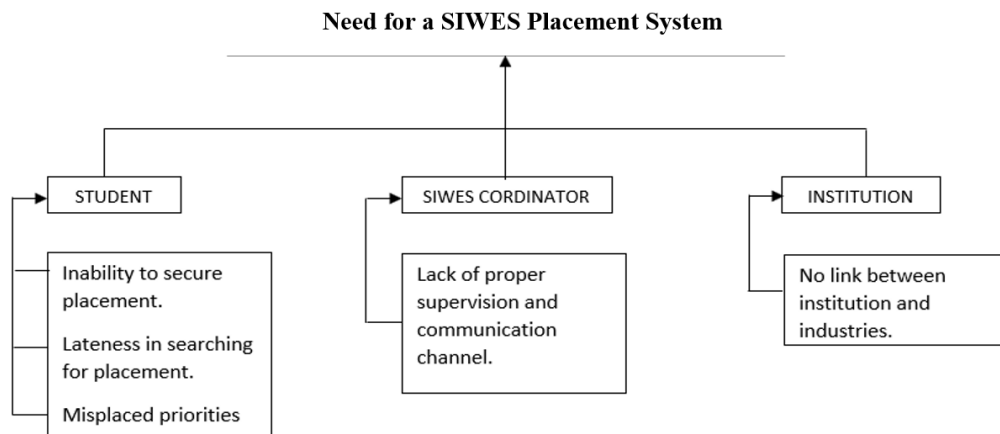 Need for a SIWES Placement System
STUDENT
SIWES CORDINATOR
INSTITUTION
Inability to secure
placement.
Lateness in searching
for placement.
Misplaced priorities
Lack of proper
supervision and
communication
channel.
No link between
institution and
industries.